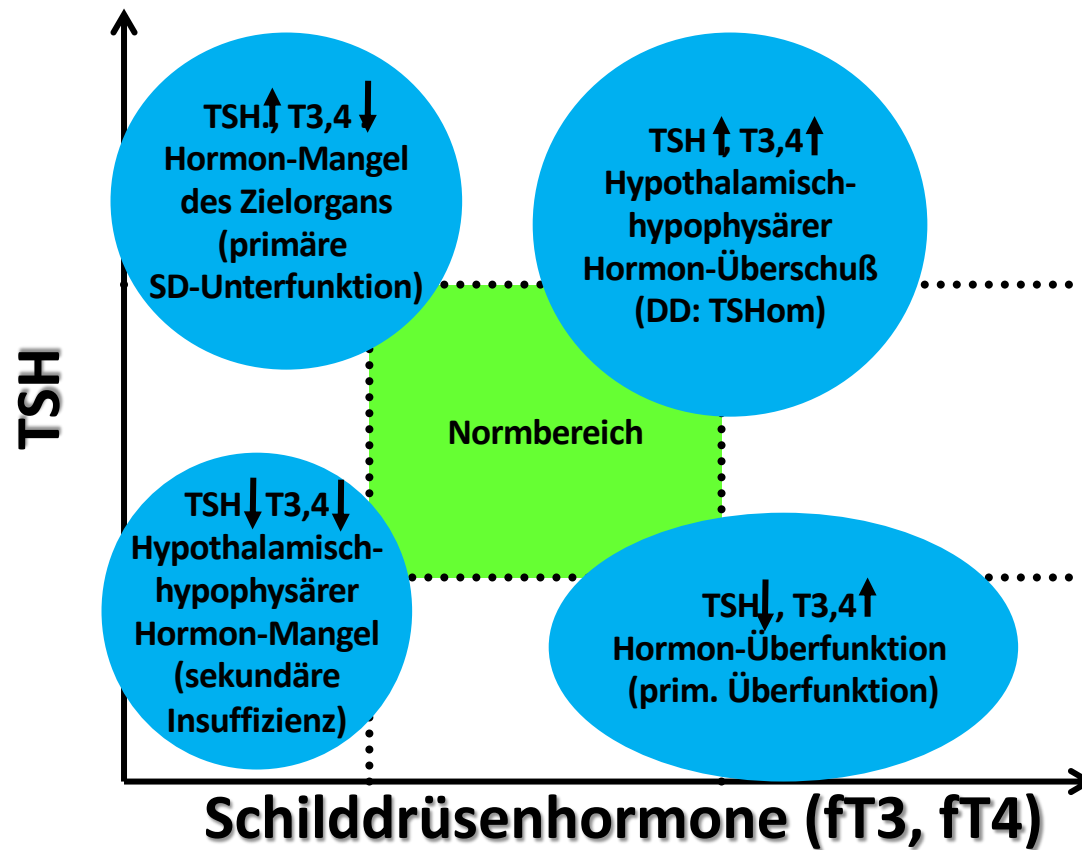 TSH↑, T3,4 ↓
Hormon-Mangel
des Zielorgans
(primäre
SD-Unterfunktion)
TSH ↑, T3,4↑
Hypothalamisch-
hypophysärer
Hormon-Überschuß
(DD: TSHom)
TSH
Normbereich
TSH↓ T3,4↓
Hypothalamisch-
hypophysärer
Hormon-Mangel
(sekundäre
Insuffizienz)
TSH↓, T3,4↑
Hormon-Überfunktion
(prim. Überfunktion)
Schilddrüsenhormone (fT3, fT4)